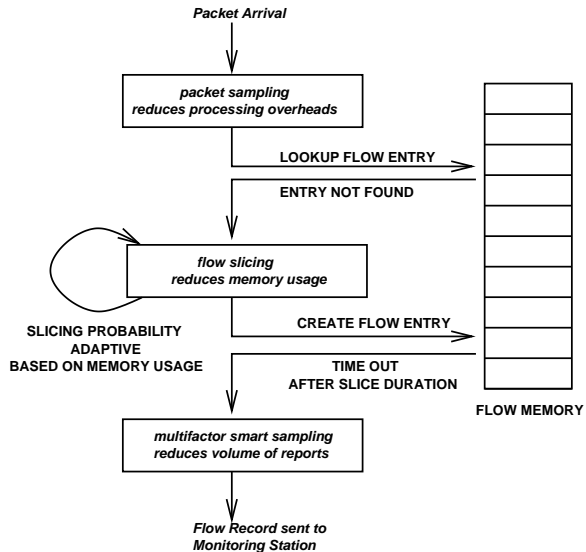 Packet Arrival
packet sampling
reduces processing overheads
LOOKUP FLOW ENTRY
ENTRY NOT FOUND
flow slicing
reduces memory usage
SLICING PROBABILITY
ADAPTIVE
BASED ON MEMORY USAGE
CREATE FLOW ENTRY
TIME OUT
AFTER SLICE DURATION
FLOW MEMORY
multifactor smart sampling
reduces volume of reports
Flow Record sent to
Monitoring Station